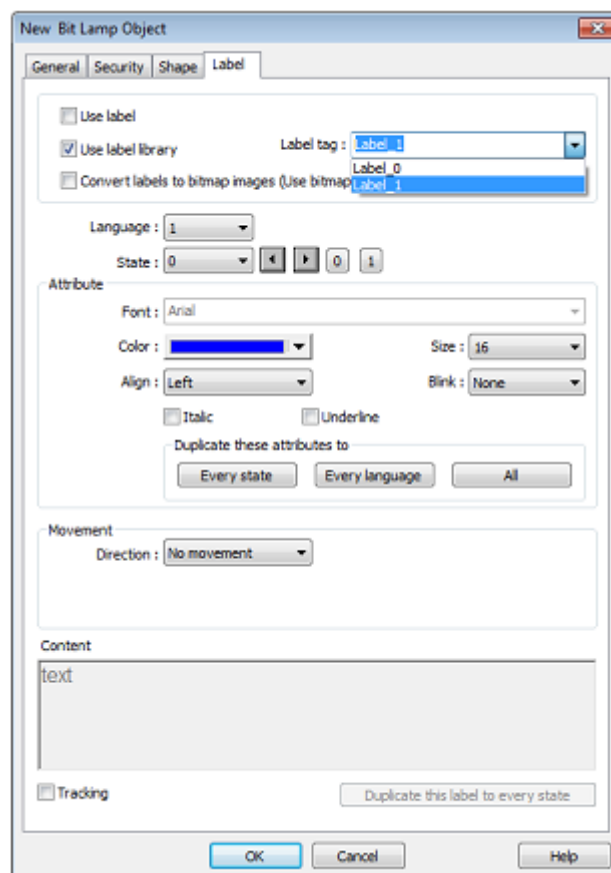 New Bit Lamp Object
General Security Shape Label
Use label
Use label library Label tag : Label_1
Label_0
Convert labels to bitmap images (Use bitmap Label_1
Language : 1
State : 0 0 1
Attribute
Font : Arial
Color : Size : 16
Align : Left Blink : None
Italic Underline
Duplicate these attributes to
Every state Every language All
Movement
Direction : No movement
Content
text
Tracking Duplicate this label to every state
OK Cancel Help